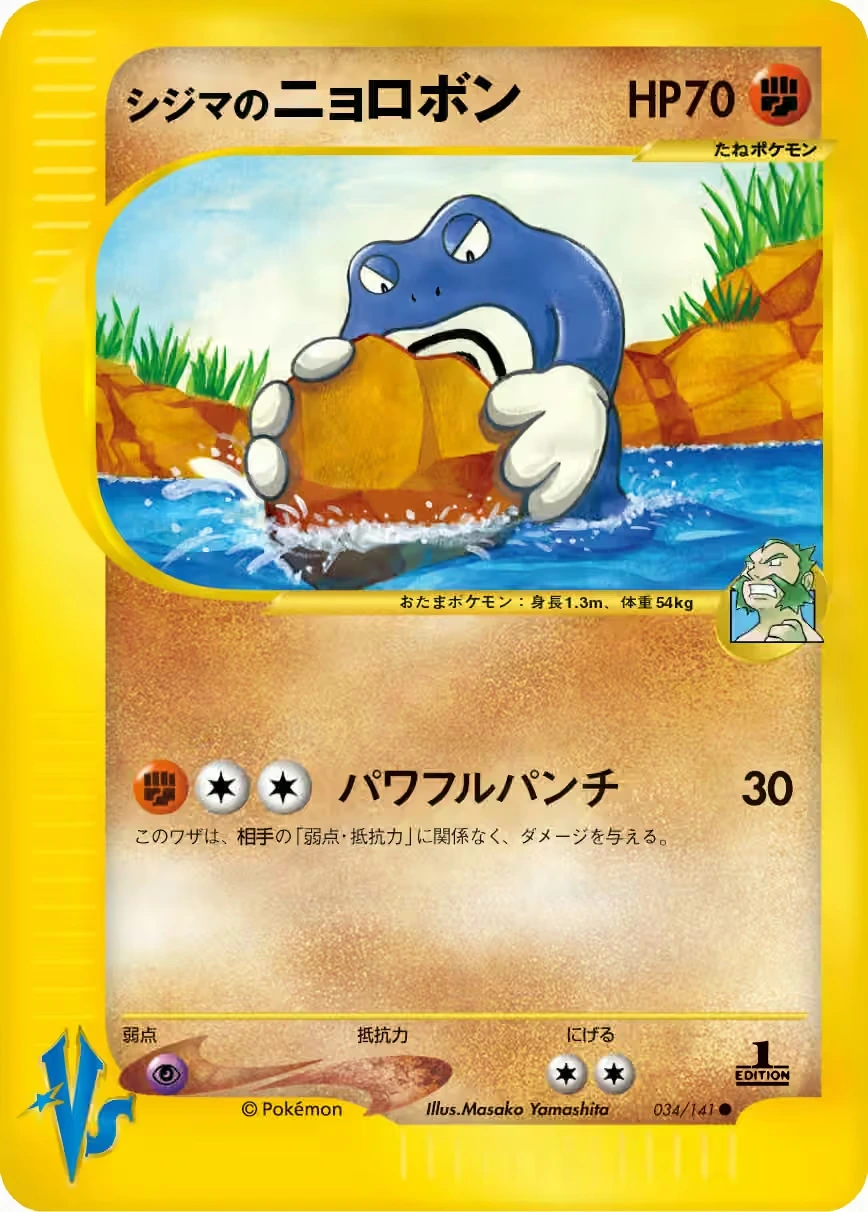 シジマのニョロボン HP70
たねポケモン
おたまポケモン：身長1.3m、体重54kg
パワフルパンチ 30
このワザは、相手の「弱点・抵抗力」に関係なく、ダメージを与える。
弱点 抵抗力 にげる
1
EDITION
VS
© Pokémon Illus.Masako Yamashita 034/141●